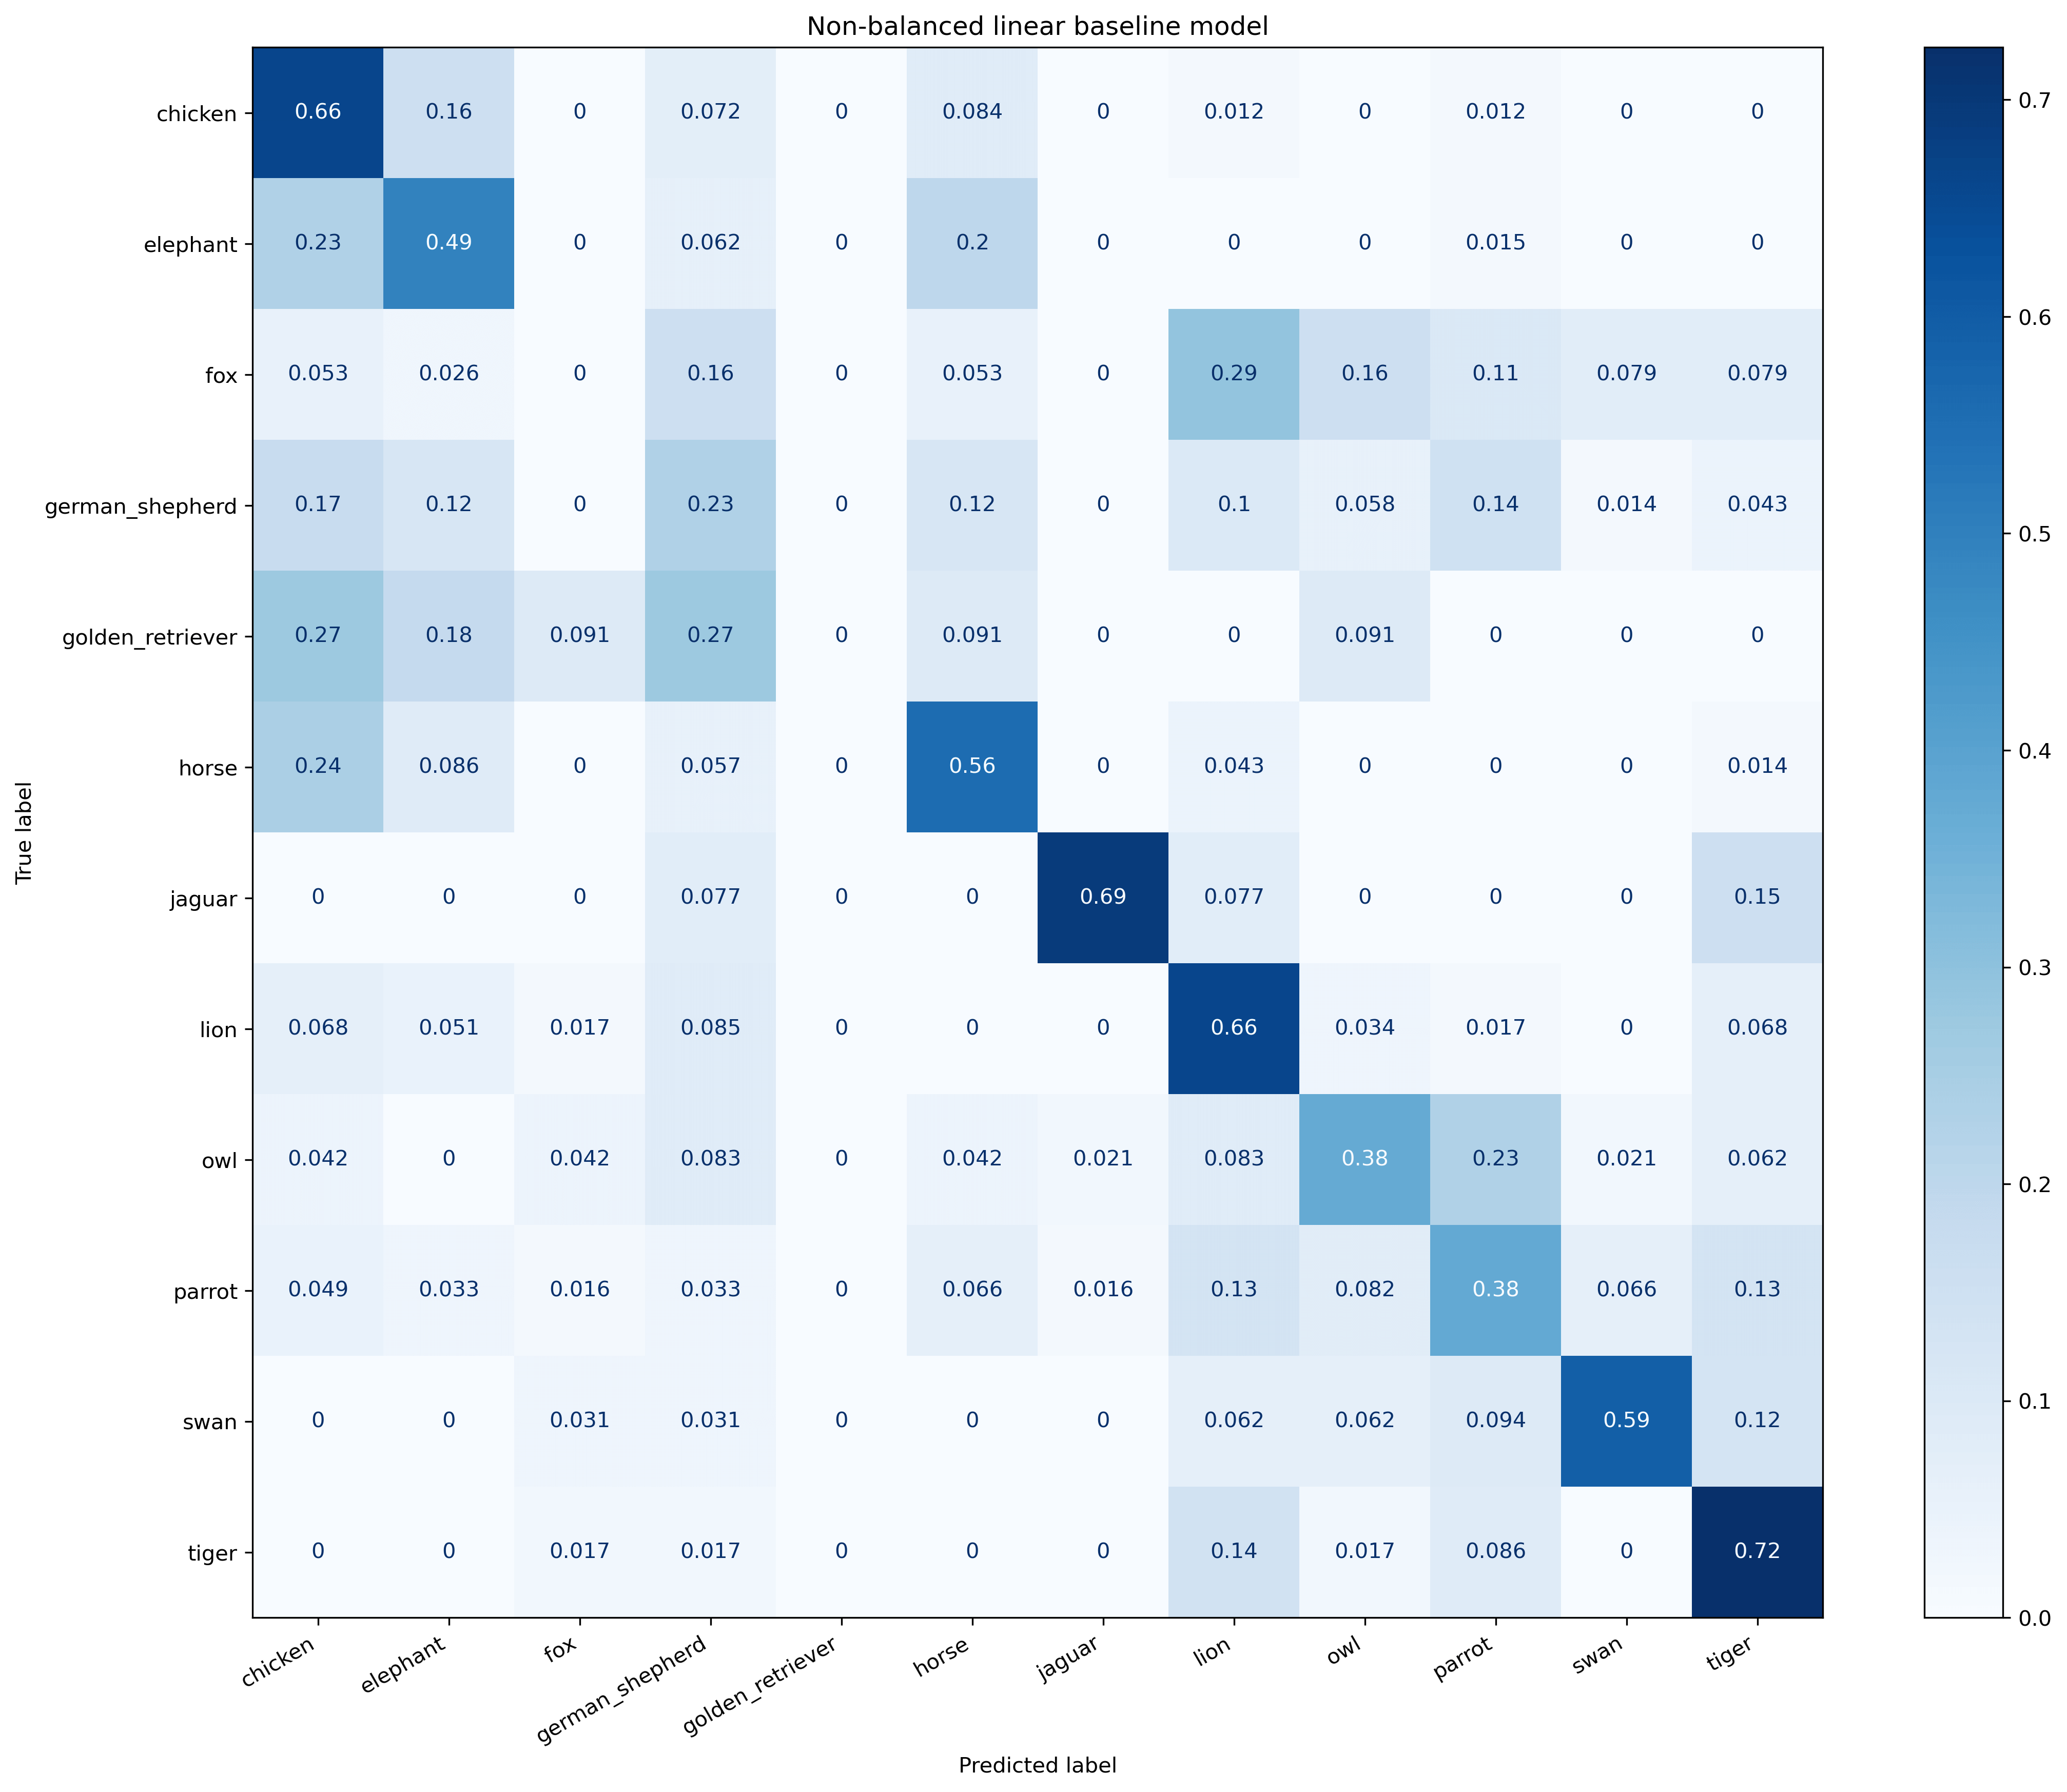 Non-balanced linear baseline model
chicken 0.66 0.16 0 0.072 0 0.084 0 0.012 0 0.012 0 0
elephant 0.23 0.49 0 0.062 0 0.2 0 0 0 0.015 0 0
fox 0.053 0.026 0 0.16 0 0.053 0 0.29 0.16 0.11 0.079 0.079
german_shepherd 0.17 0.12 0 0.23 0 0.12 0 0.1 0.058 0.14 0.014 0.043
golden_retriever 0.27 0.18 0.091 0.27 0 0.091 0 0 0.091 0 0 0
horse 0.24 0.086 0 0.057 0 0.56 0 0.043 0 0 0 0.014
jaguar 0 0 0 0.077 0 0 0.69 0.077 0 0 0 0.15
lion 0.068 0.051 0.017 0.085 0 0 0 0.66 0.034 0.017 0 0.068
owl 0.042 0 0.042 0.083 0 0.042 0.021 0.083 0.38 0.23 0.021 0.062
parrot 0.049 0.033 0.016 0.033 0 0.066 0.016 0.13 0.082 0.38 0.066 0.13
swan 0 0 0.031 0.031 0 0 0 0.062 0.062 0.094 0.59 0.12
tiger 0 0 0.017 0.017 0 0 0 0.14 0.017 0.086 0 0.72
True label
chicken elephant fox german_shepherd golden_retriever horse jaguar lion owl parrot swan tiger
Predicted label
0.7
0.6
0.5
0.4
0.3
0.2
0.1
0.0